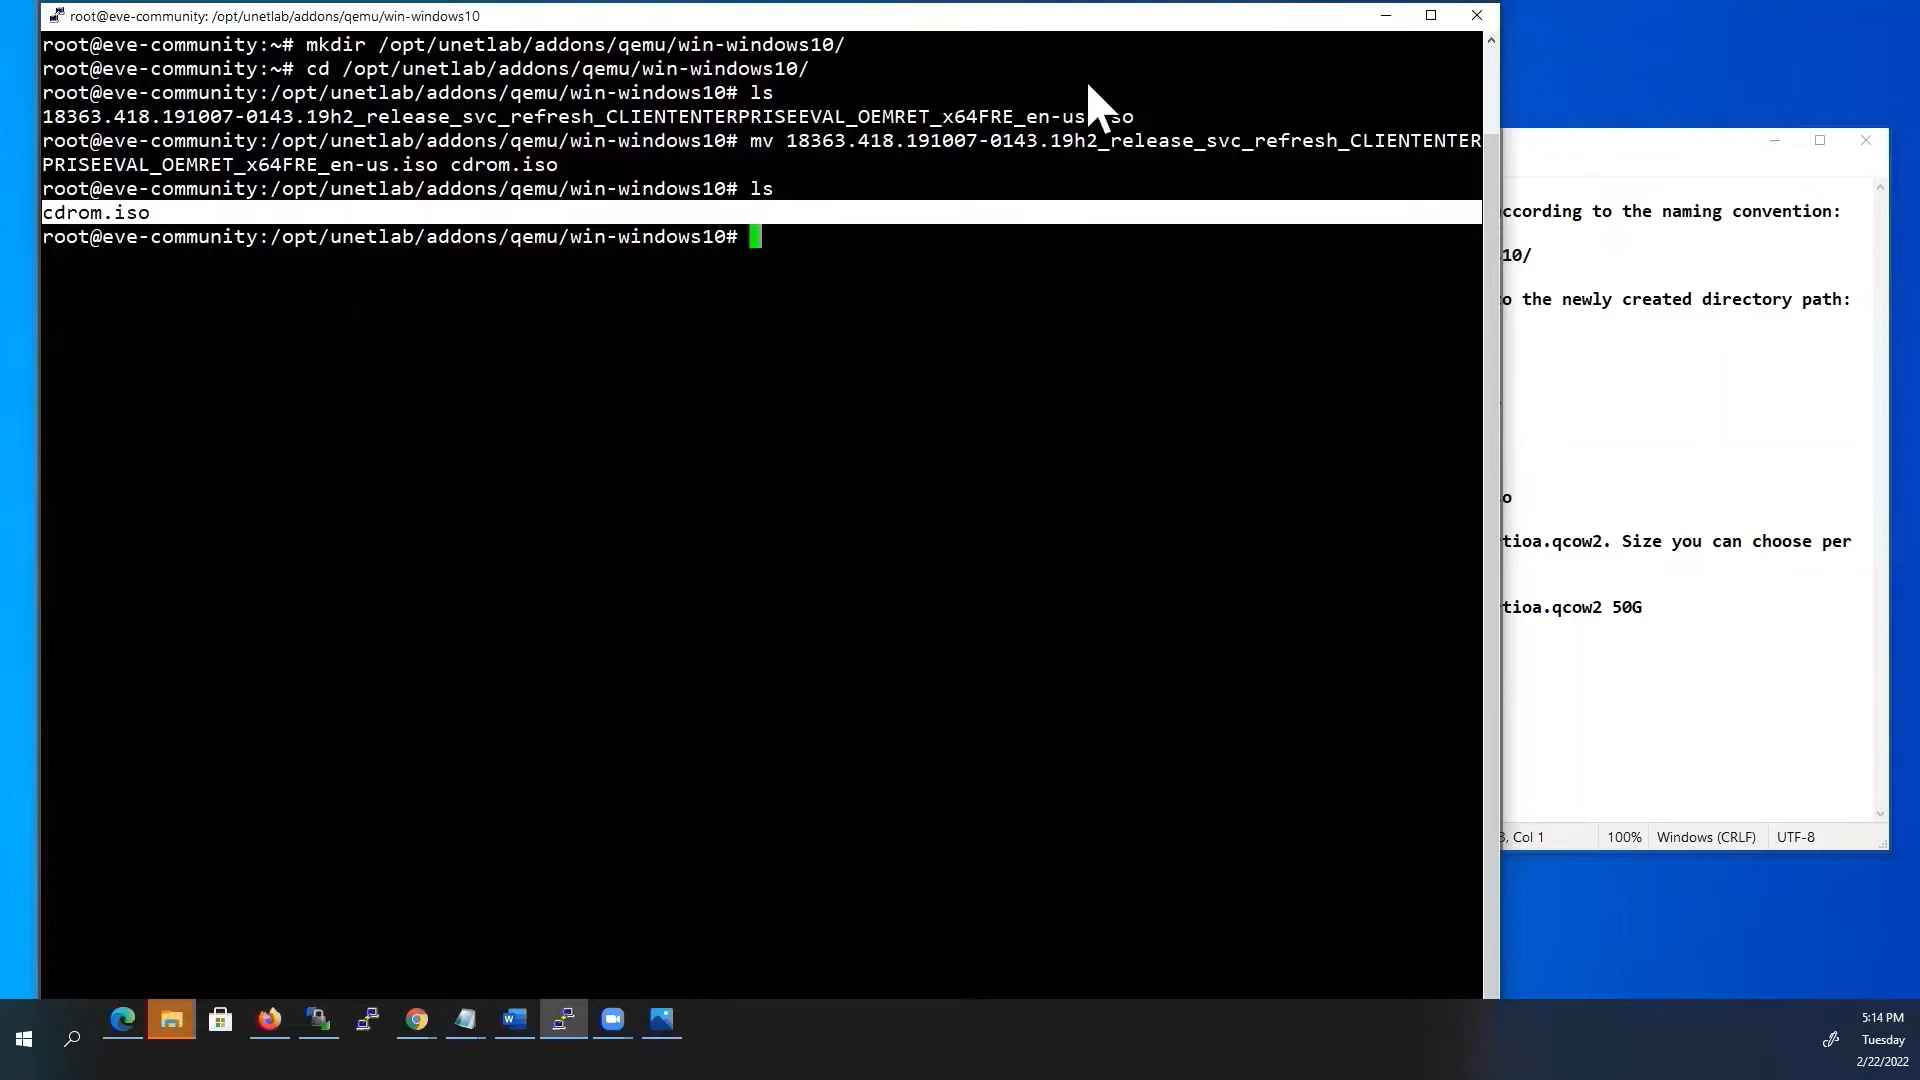 root@eve-community: /opt/unetlab/addons/qemu/win-windows10
root@eve-community:~# mkdir /opt/unetlab/addons/qemu/win-windows10/
root@eve-community:~# cd /opt/unetlab/addons/qemu/win-windows10/
root@eve-community:/opt/unetlab/addons/qemu/win-windows10# ls
18363.418.191007-0143.19h2_release_svc_refresh_CLIENTENTERPRISEEVAL_OEMRET_x64FRE_en-us.iso
root@eve-community:/opt/unetlab/addons/qemu/win-windows10# mv 18363.418.191007-0143.19h2_release_svc_refresh_CLIENTENTER
PRISEEVAL_OEMRET_x64FRE_en-us.iso cdrom.iso
root@eve-community:/opt/unetlab/addons/qemu/win-windows10# ls
cdrom.iso
root@eve-community:/opt/unetlab/addons/qemu/win-windows10#
ccording to the naming convention:
10/
o the newly created directory path:
o
tioa.qcow2. Size you can choose per
tioa.qcow2 50G
3, Col 1 100% Windows (CRLF) UTF-8
5:14 PM
Tuesday
2/22/2022